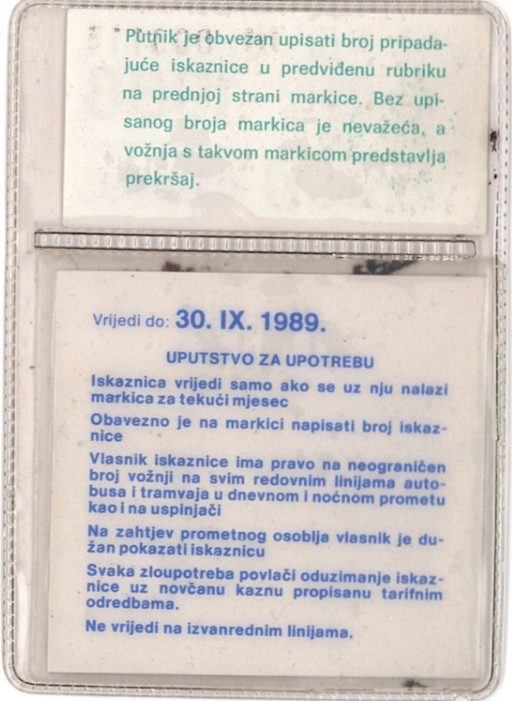 Putnik je obvezan upisati broj pripada-
juće iskaznice u predviđenu rubriku
na prednjoj strani markice. Bez upi-
sanog broja markica je nevažeća, a
vožnja s takvom markicom predstavlja
prekršaj.
Vrijedi do: 30. IX. 1989.
UPUTSTVO ZA UPOTREBU
Iskaznica vrijedi samo ako se uz nju nalazi
markica za tekući mjesec
Obavezno je na markici napisati broj iskaz-
nice
Vlasnik iskaznice ima pravo na neograničen
broj vožnji na svim redovnim linijama auto-
busa i tramvaja u dnevnom i noćnom prometu
kao i na uspinjači
Na zahtjev prometnog osoblja vlasnik je du-
žan pokazati iskaznicu
Svaka zloupotreba povlači oduzimanje iskaz-
nice uz novčanu kaznu propisanu tarifnim
odredbama.
Ne vrijedi na izvanrednim linijama.